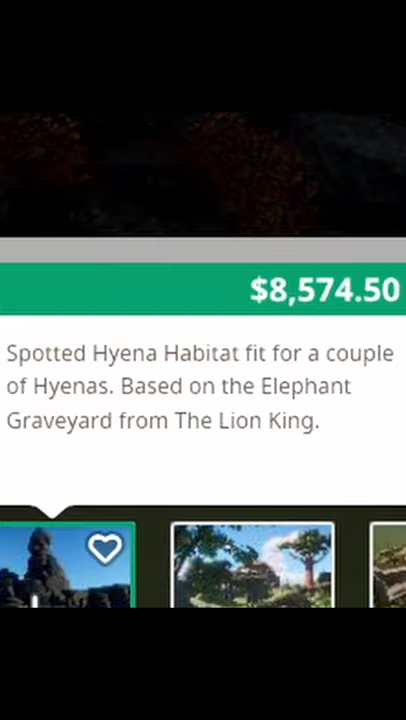 $8,574.50
Spotted Hyena Habitat fit for a couple
of Hyenas. Based on the Elephant
Graveyard from The Lion King.